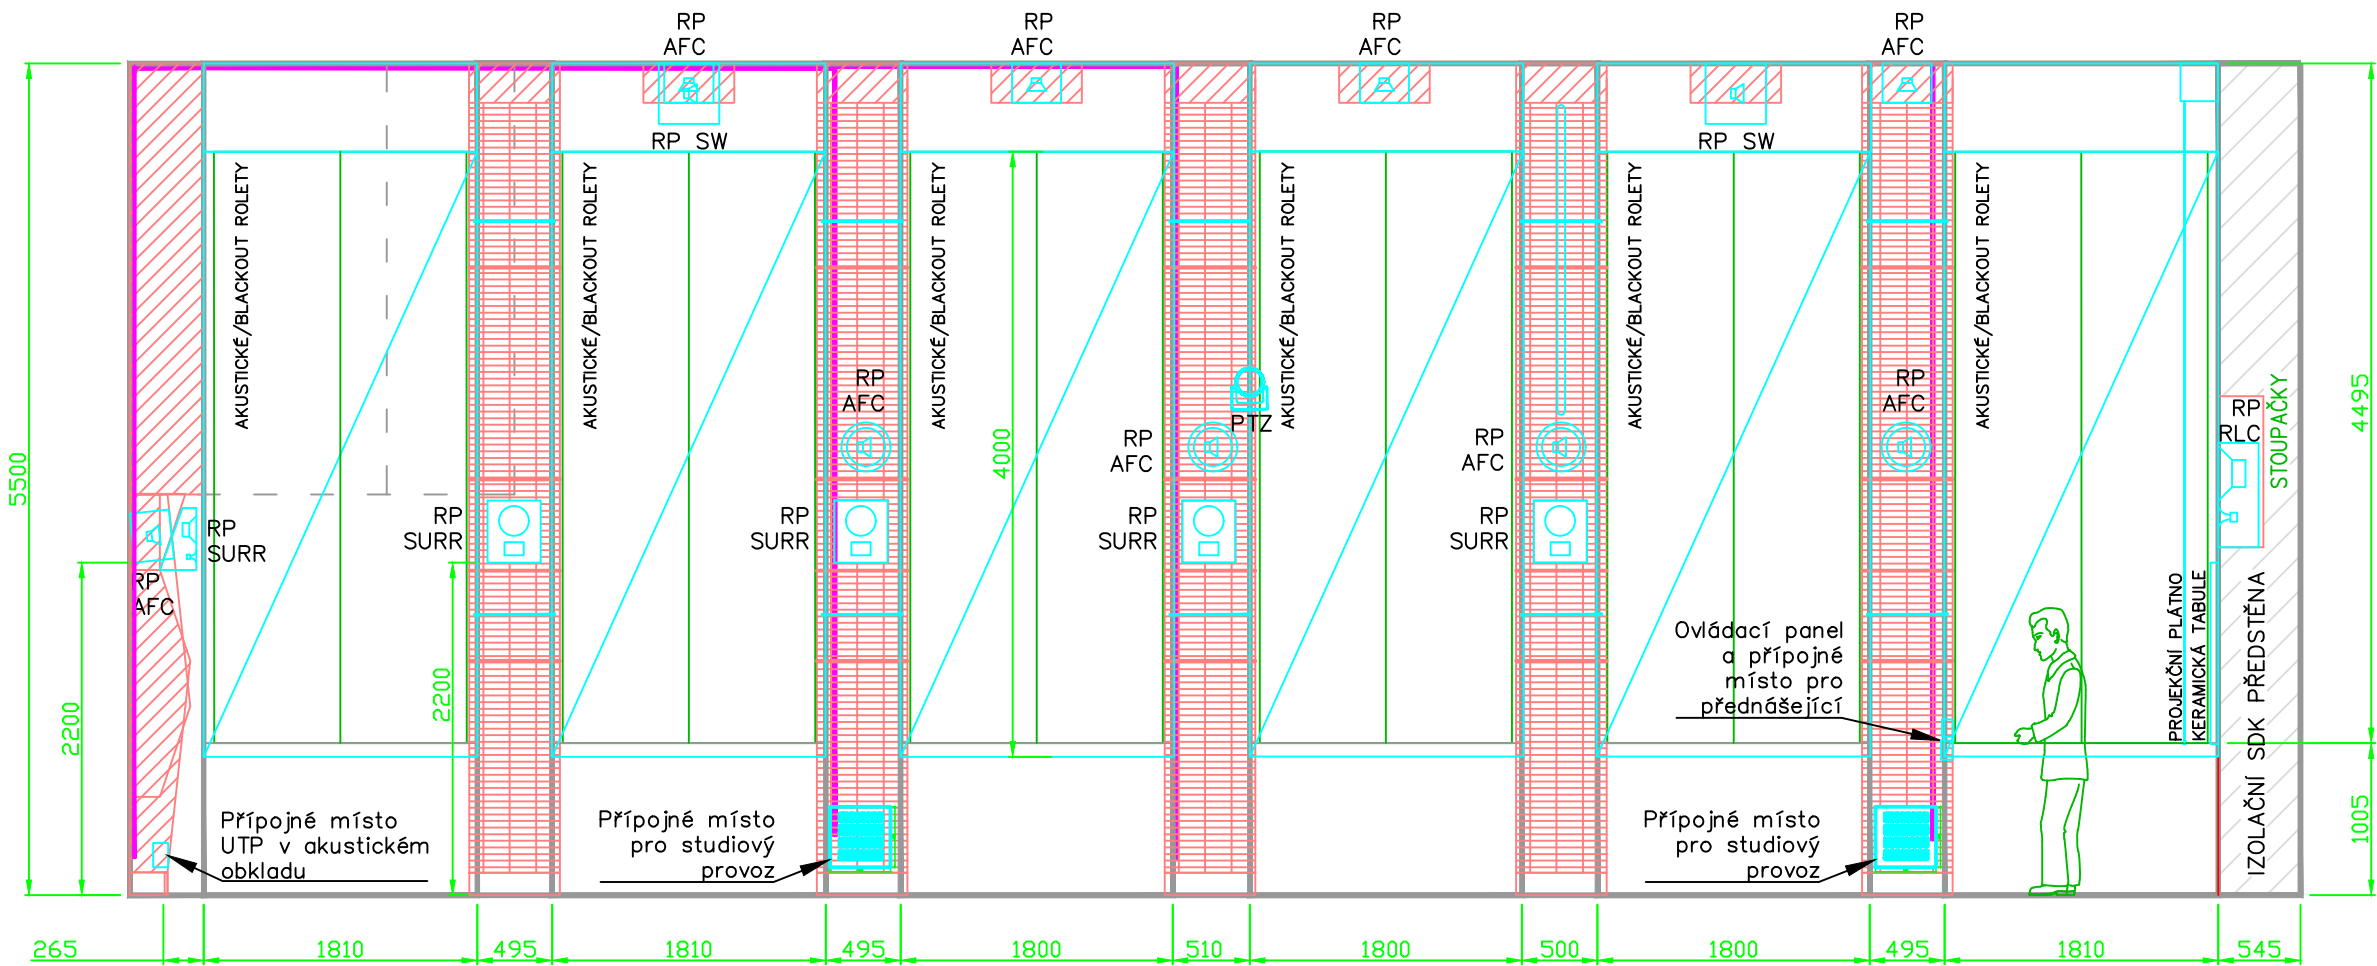 RP
AFC
RP
AFC
RP
AFC
RP
AFC
RP SW
RP SW
AKUSTICKÉ/BLACKOUT ROLETY
AKUSTICKÉ/BLACKOUT ROLETY
AKUSTICKÉ/BLACKOUT ROLETY
AKUSTICKÉ/BLACKOUT ROLETY
AKUSTICKÉ/BLACKOUT ROLETY
AKUSTICKÉ/BLACKOUT ROLETY
RP
AFC
RP
AFC
PTZ
RP
AFC
RP
AFC
RP
RLC
STOUPAČKY
4495
5500
4000
RP
SURR
RP
SURR
RP
SURR
RP
SURR
RP
SURR
RP
AFC
2200
2200
Ovládací panel
a přípojné
místo pro
přednášející
PROJEKČNÍ PLÁTNO
KERAMICKÁ TABULE
IZOLAČNÍ SDK PŘEDSTĚNA
1005
Přípojné místo
UTP v akustickém
obkladu
Přípojné místo
pro studiový
provoz
Přípojné místo
pro studiový
provoz
265
1810
495
1810
495
1800
510
1800
500
1800
495
1810
545